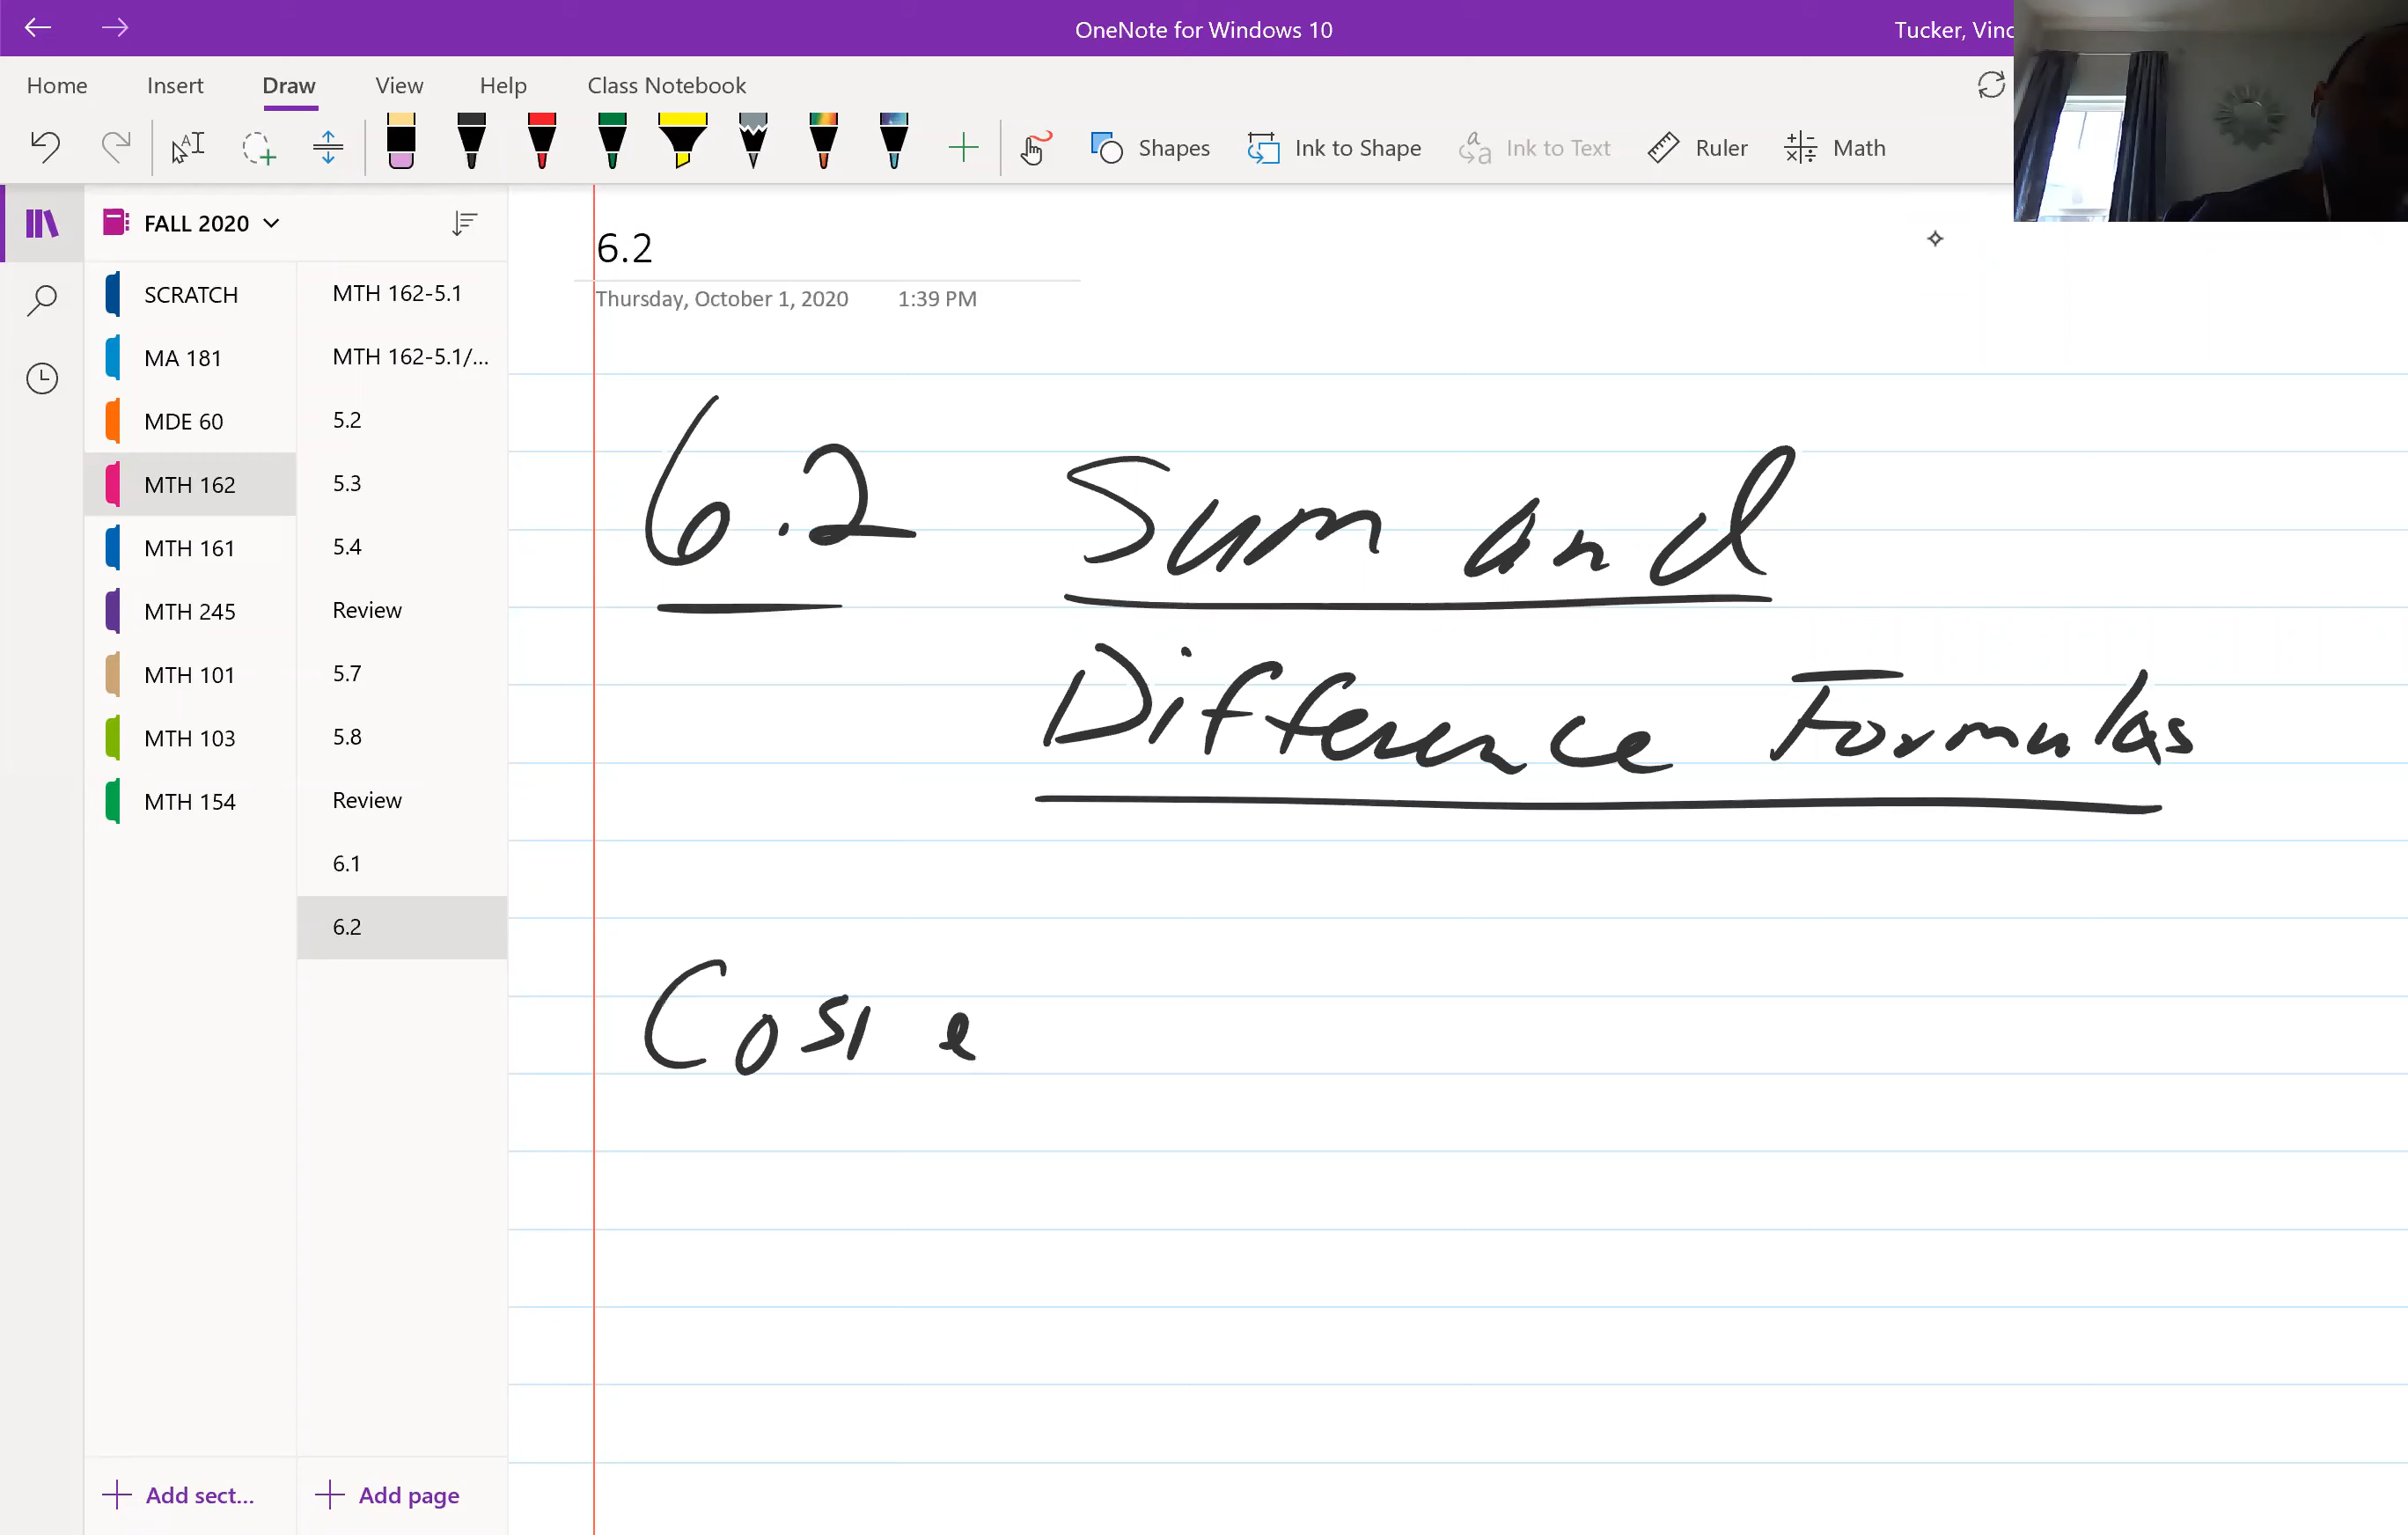 OneNote for Windows 10
Tucker, Vinc
Home Insert Draw View Help Class Notebook
Shapes Ink to Shape Ink to Text Ruler Math
FALL 2020
SCRATCH
MA 181
MDE 60
MTH 162
MTH 161
MTH 245
MTH 101
MTH 103
MTH 154
Add sect...
MTH 162-5.1
MTH 162-5.1/...
5.2
5.3
5.4
Review
5.7
5.8
Review
6.1
6.2
Add page
6.2
Thursday, October 1, 2020 1:39 PM
6.2 Sum and
Difference Formulas
Cosi e